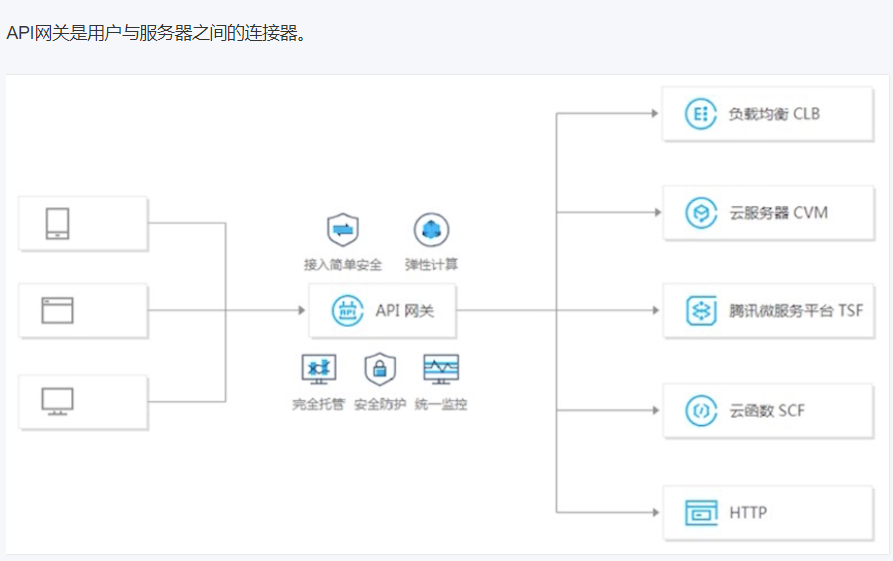 API网关是用户与服务器之间的连接器。
负载均衡 CLB
云服务器 CVM
接入简单安全
弹性计算
API
API 网关
腾讯微服务平台 TSF
完全托管
安全防护
统一监控
云函数 SCF
HTTP